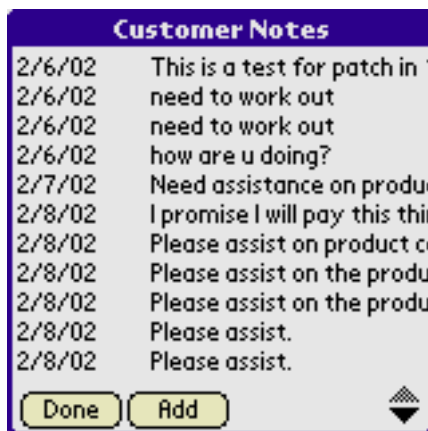 Customer Notes
2/6/02 This is a test for patch in
2/6/02 need to work out
2/6/02 need to work out
2/6/02 how are u doing?
2/7/02 Need assistance on produc
2/8/02 I promise I will pay this thi
2/8/02 Please assist on product c
2/8/02 Please assist on the produ
2/8/02 Please assist on the produ
2/8/02 Please assist.
2/8/02 Please assist.
Done Add